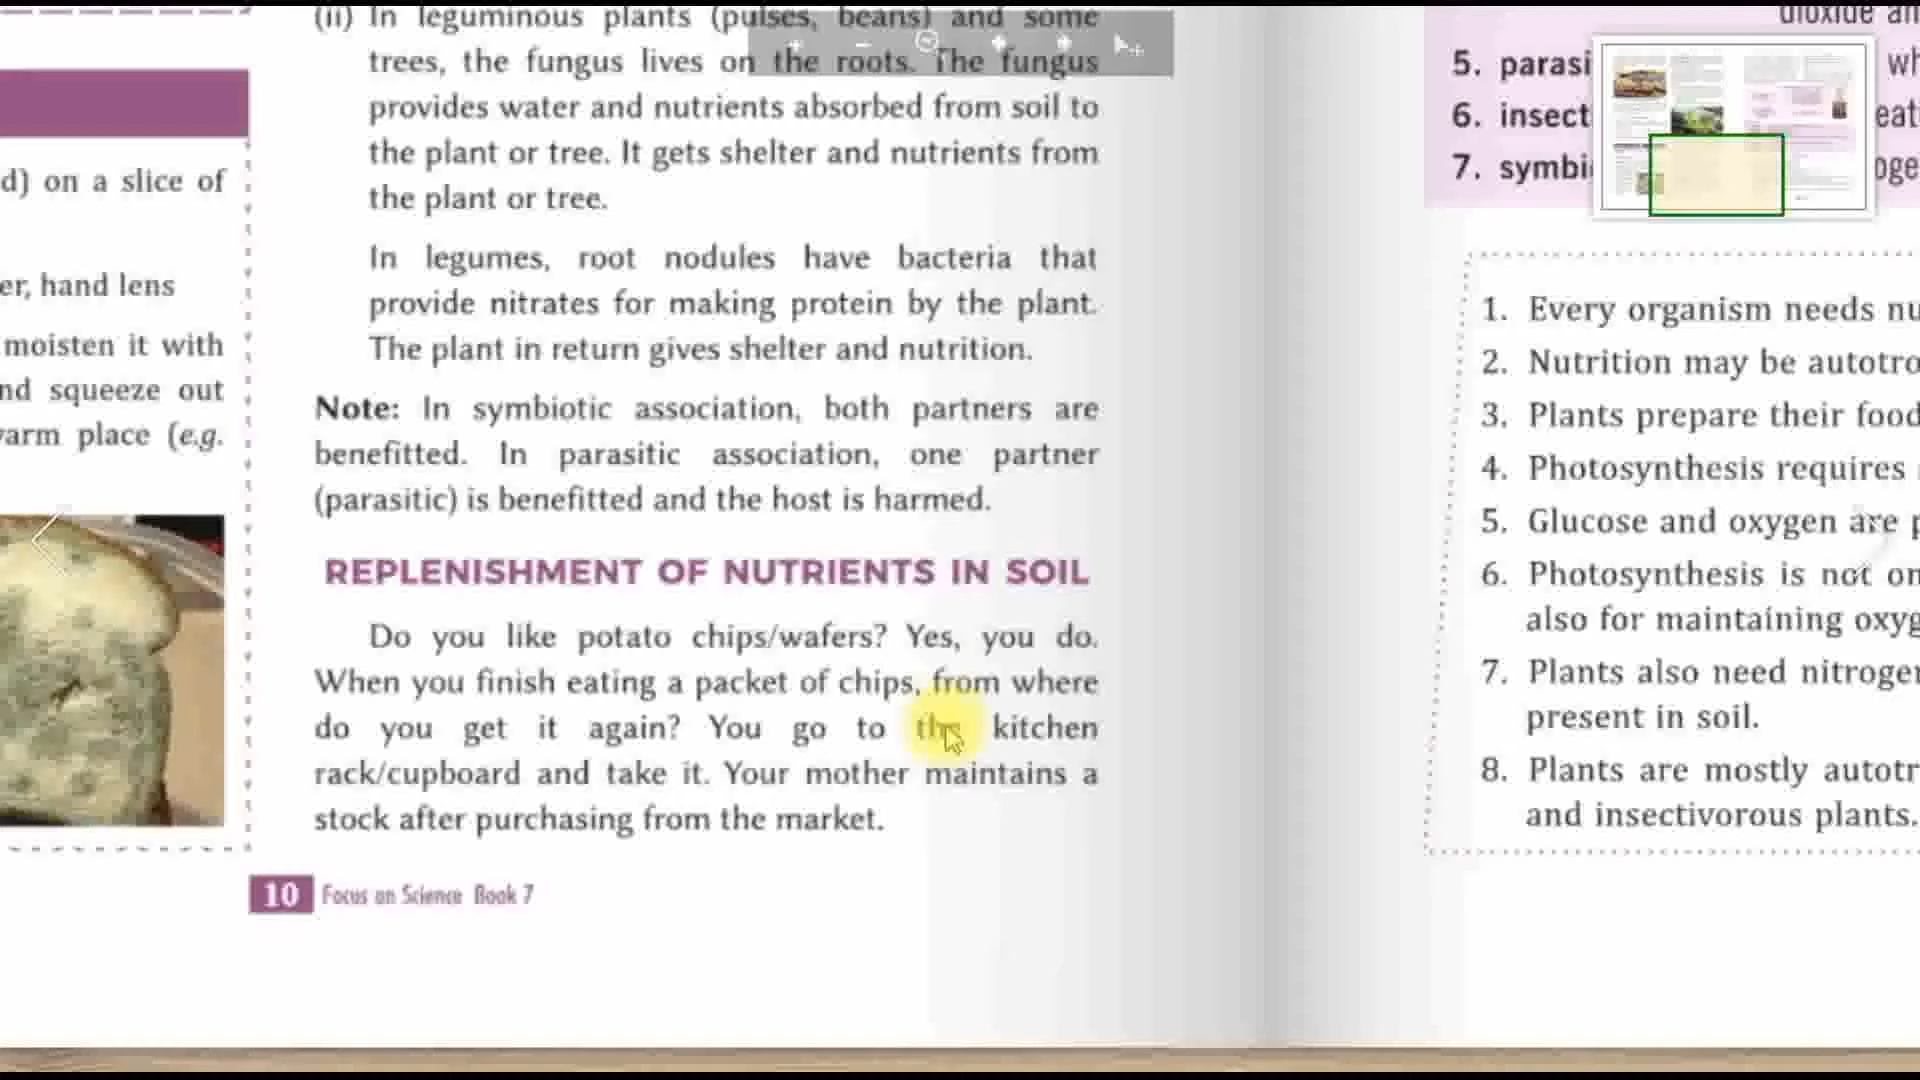 d) on a slice of
er, hand lens
moisten it with
nd squeeze out
warm place (e.g.
(ii) In leguminous plants (pulses, beans) and some
trees, the fungus lives on the roots. The fungus
provides water and nutrients absorbed from soil to
the plant or tree. It gets shelter and nutrients from
the plant or tree.
In legumes, root nodules have bacteria that
provide nitrates for making protein by the plant.
The plant in return gives shelter and nutrition.
Note: In symbiotic association, both partners are
benefitted. In parasitic association, one partner
(parasitic) is benefitted and the host is harmed.
REPLENISHMENT OF NUTRIENTS IN SOIL
Do you like potato chips/wafers? Yes, you do.
When you finish eating a packet of chips, from where
do you get it again? You go to the kitchen
rack/cupboard and take it. Your mother maintains a
stock after purchasing from the market.
10 Focus on Science Book 7
dioxide an
5. parasi wh
6. insect eat
7. symbi oge
1. Every organism needs nu
2. Nutrition may be autotro
3. Plants prepare their food
4. Photosynthesis requires
5. Glucose and oxygen are p
6. Photosynthesis is not on
also for maintaining oxyg
7. Plants also need nitroger
present in soil.
8. Plants are mostly autotr
and insectivorous plants.